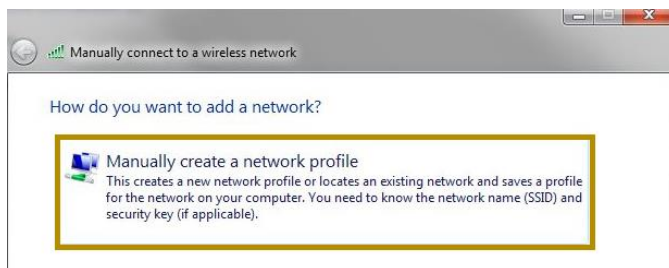 Manually connect to a wireless network
How do you want to add a network?
Manually create a network profile
This creates a new network profile or locates an existing network and saves a profile
for the network on your computer. You need to know the network name (SSID) and
security key (if applicable).